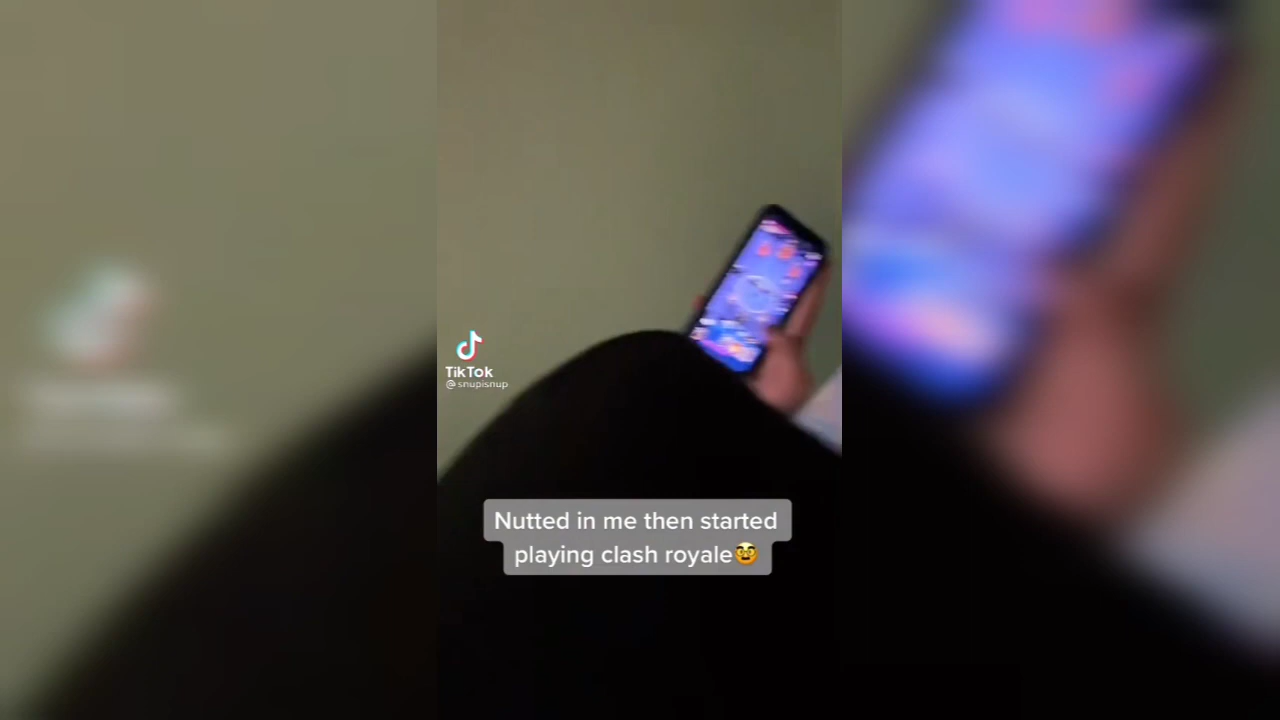 TikTok
@snupisnup
Nutted in me then started
playing clash royale🥸